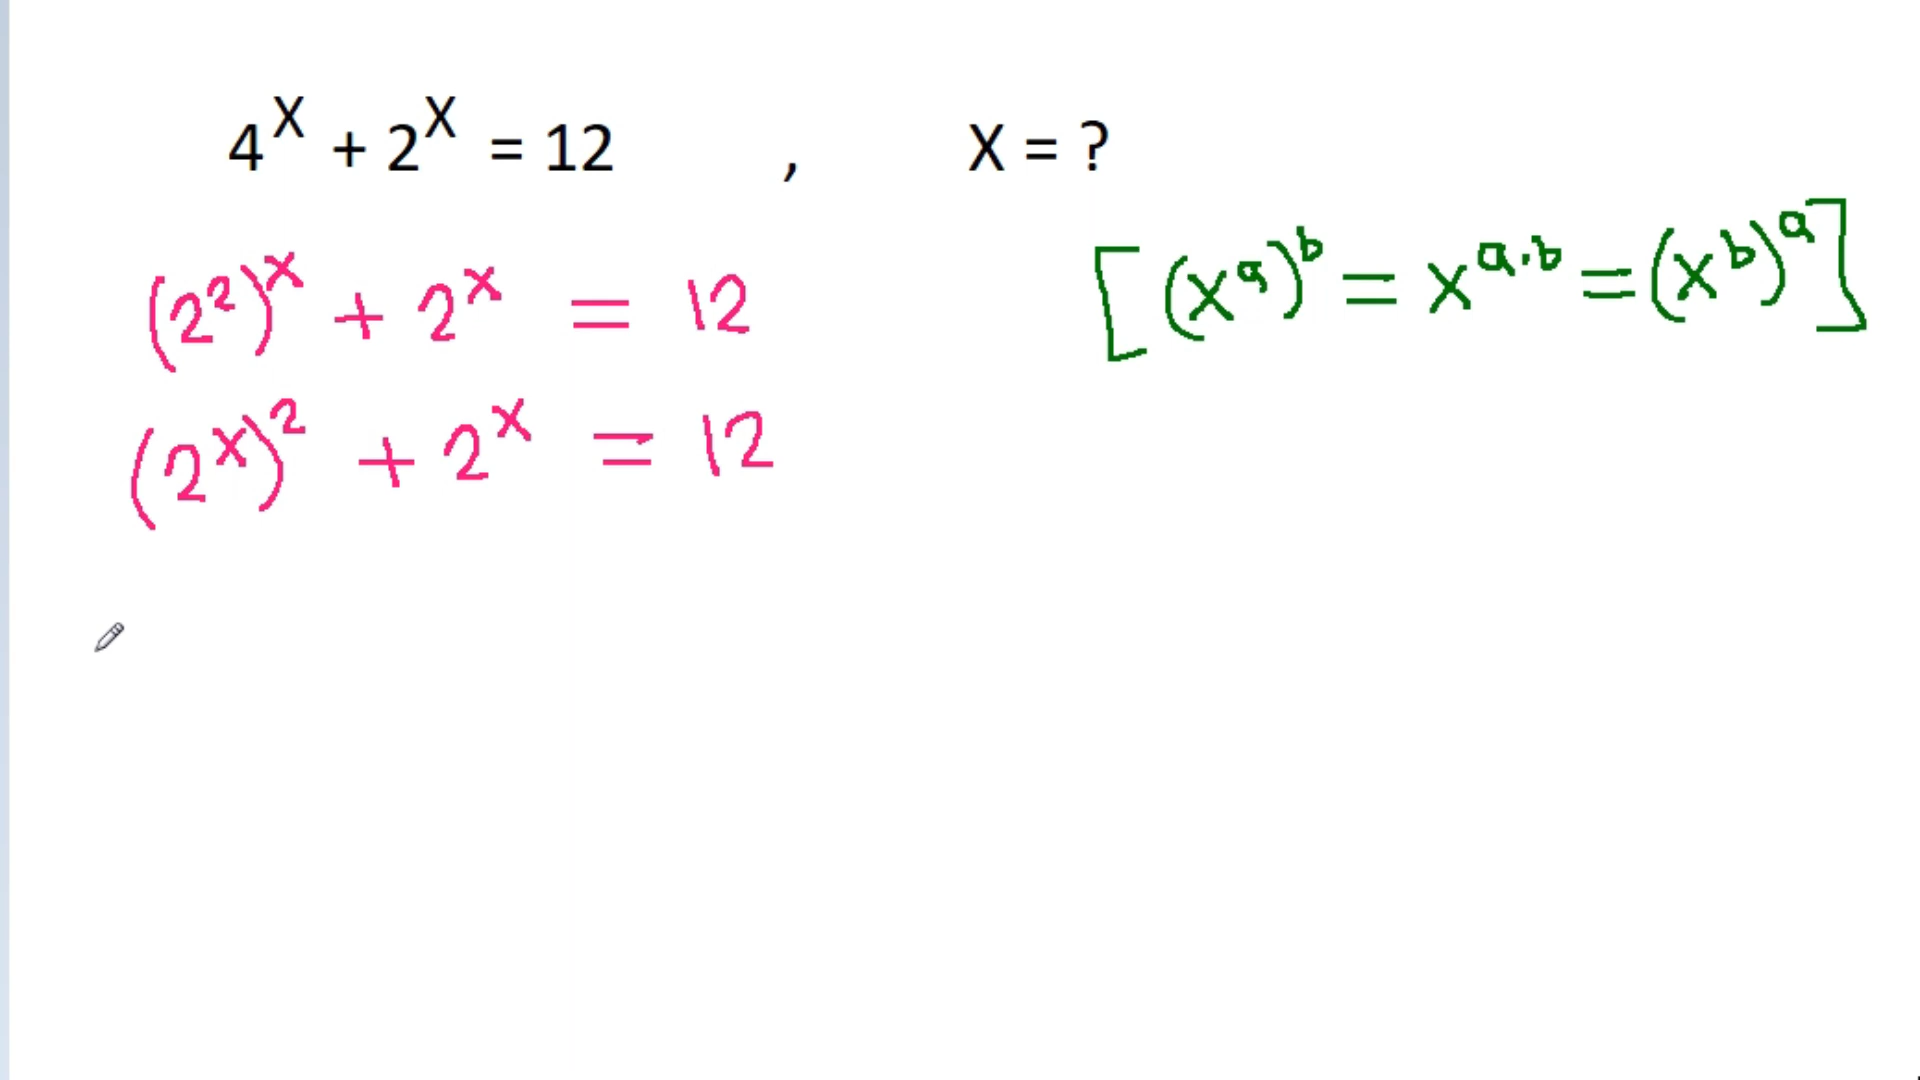 4^X + 2^X = 12 , X = ?
[(x^a)^b = x^{a·b} = (x^b)^a]
(2^2)^x + 2^x = 12
(2^x)^2 + 2^x = 12